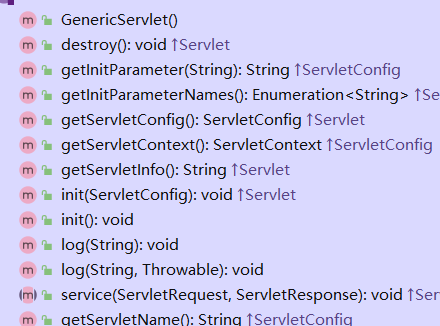 GenericServlet()
destroy(): void ↑Servlet
getInitParameter(String): String ↑ServletConfig
getInitParameterNames(): Enumeration<String> ↑Se
getServletConfig(): ServletConfig ↑Servlet
getServletContext(): ServletContext ↑ServletConfig
getServletInfo(): String ↑Servlet
init(ServletConfig): void ↑Servlet
init(): void
log(String): void
log(String, Throwable): void
service(ServletRequest, ServletResponse): void ↑Ser
getServletName(): String ↑ServletConfig